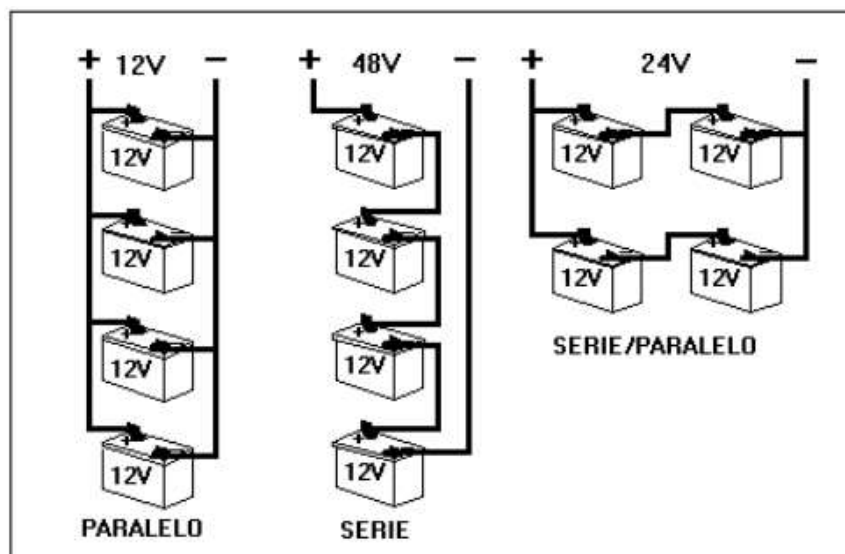 + 12V −
12V
12V
12V
12V
PARALELO
+ 48V −
12V
12V
12V
12V
SERIE
+ 24V −
12V 12V
12V 12V
SERIE/PARALELO